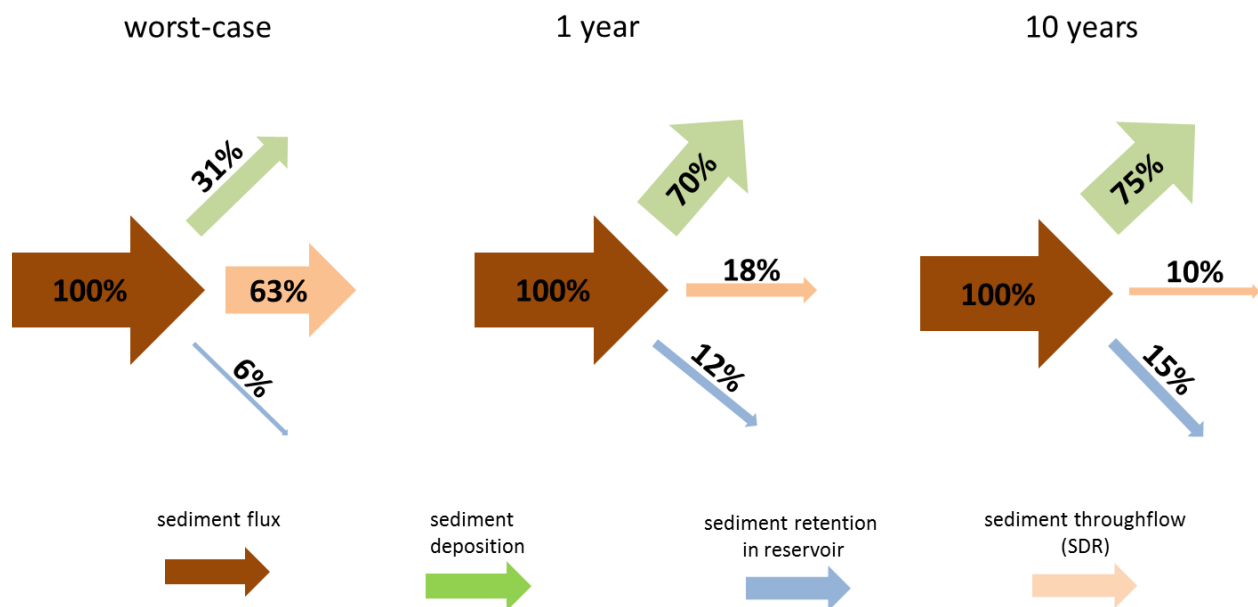 worst-case
1 year
10 years
31%
100%
63%
6%
70%
100%
18%
12%
75%
100%
10%
15%
sediment flux
sediment
deposition
sediment retention
in reservoir
sediment throughflow
(SDR)